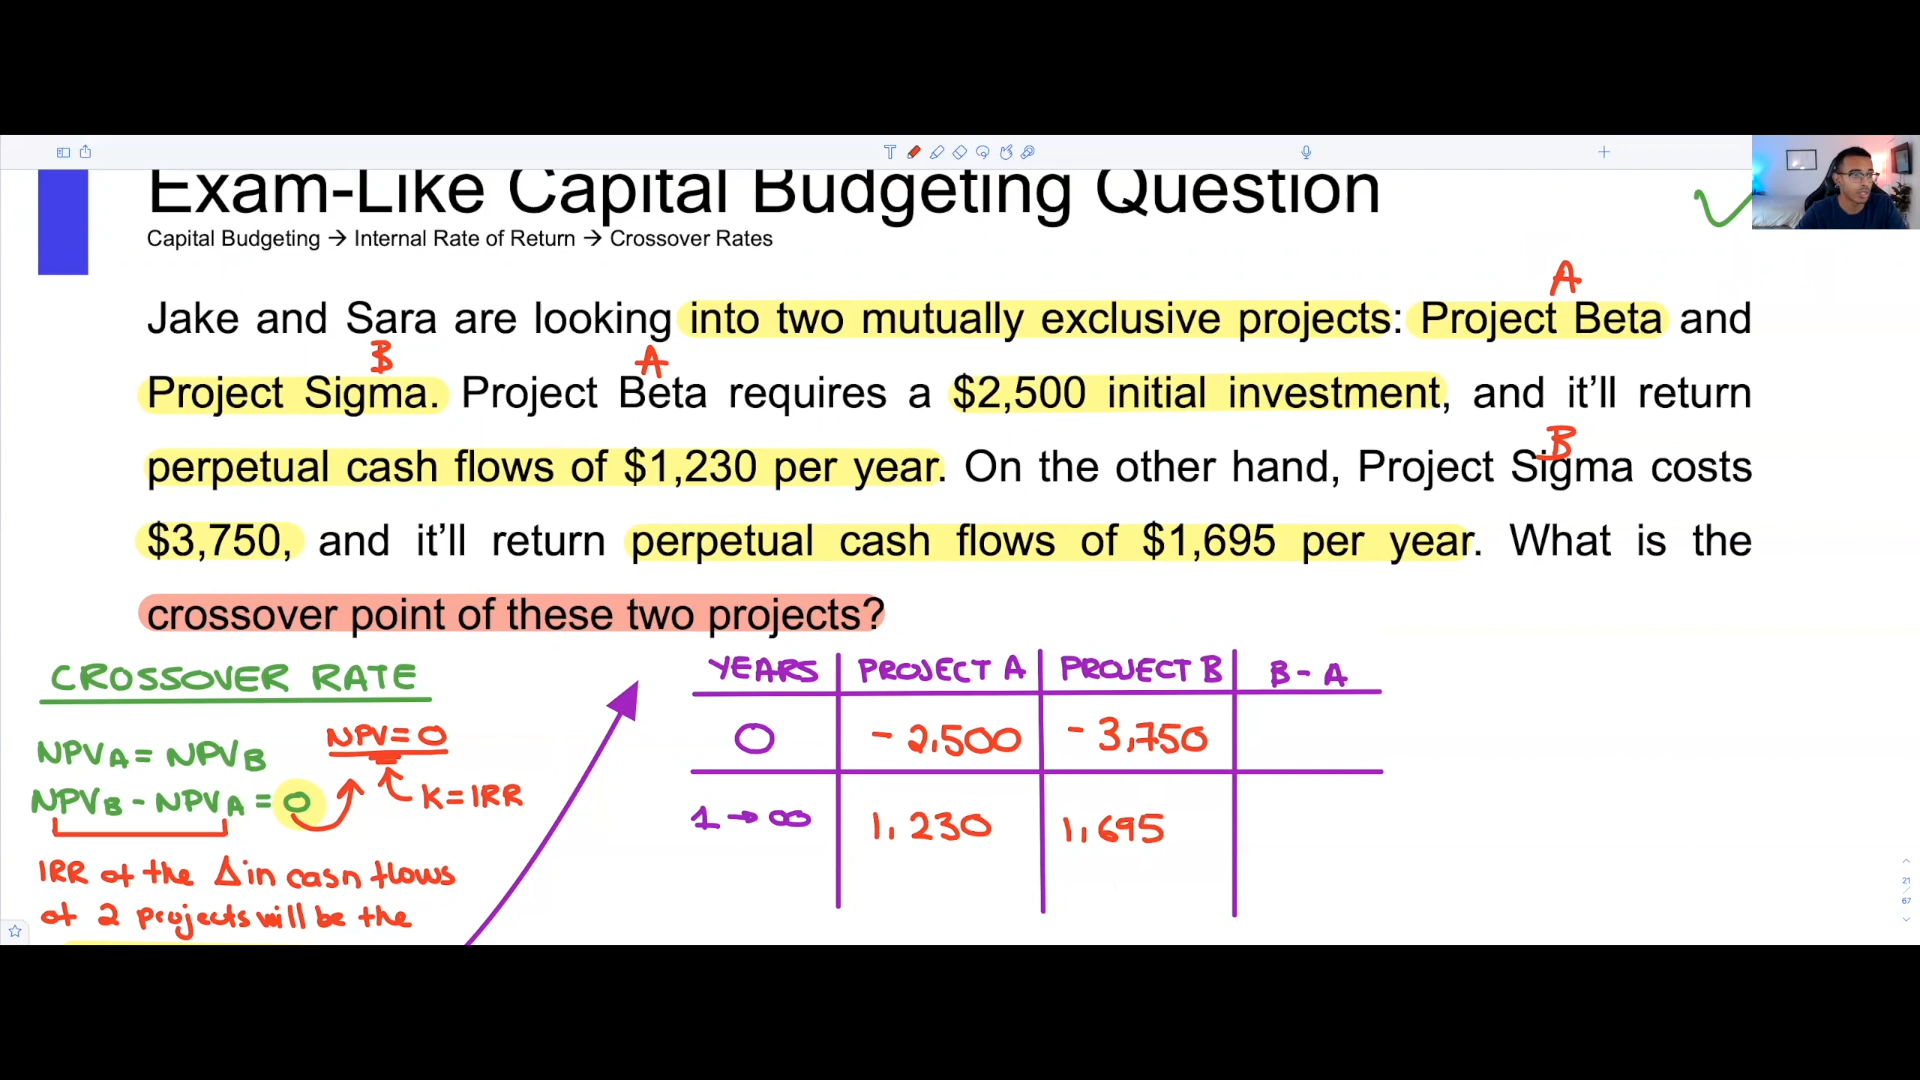 Exam-Like Capital Budgeting Question
Capital Budgeting → Internal Rate of Return → Crossover Rates
A
Jake and Sara are looking into two mutually exclusive projects: Project Beta and
B A
Project Sigma. Project Beta requires a $2,500 initial investment, and it’ll return
B
perpetual cash flows of $1,230 per year. On the other hand, Project Sigma costs
$3,750, and it’ll return perpetual cash flows of $1,695 per year. What is the
crossover point of these two projects?
CROSSOVER RATE
NPVA = NPVB
NPV = 0
NPVB - NPVA = 0
K = IRR
IRR of the Δ in cash flows
of 2 projects will be the
YEARS PROJECT A PROJECT B B - A
0 - 2,500 - 3,750
1 → ∞ 1,230 1,695
21
67